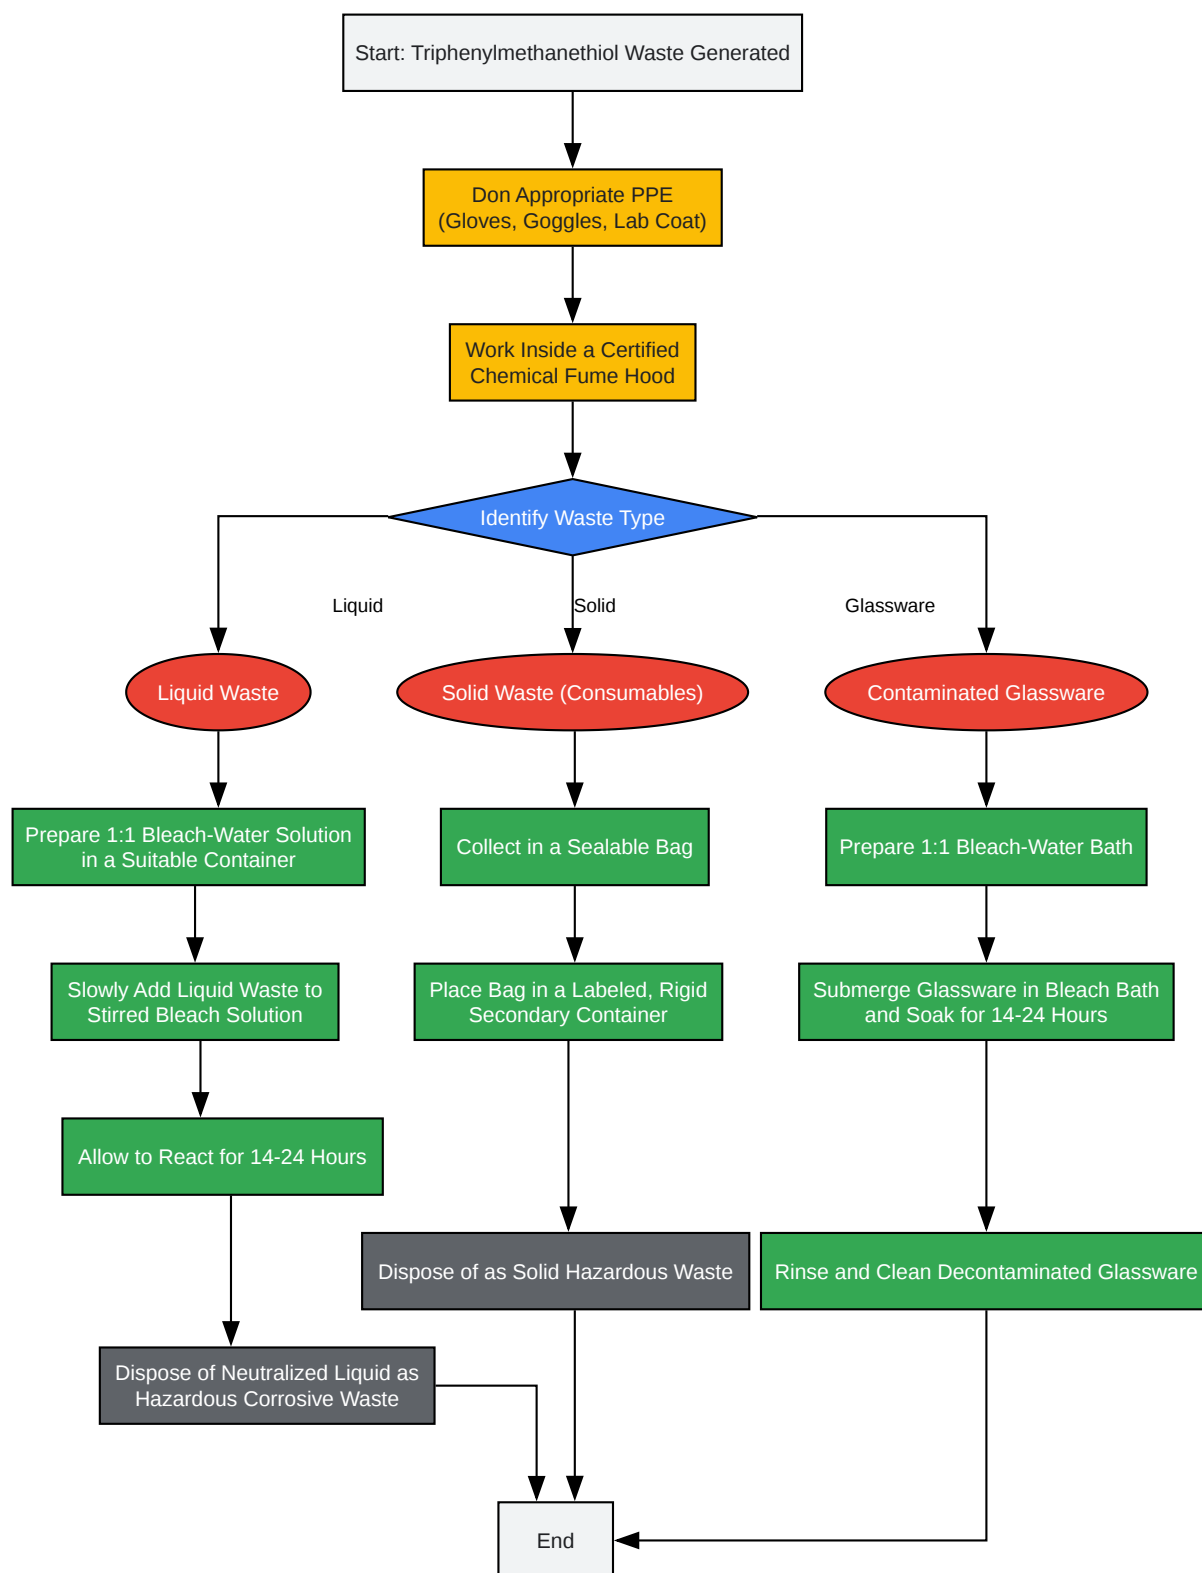 Start: Triphenylmethanethiol Waste Generated
Don Appropriate PPE
(Gloves, Goggles, Lab Coat)
Work Inside a Certified
Chemical Fume Hood
Identify Waste Type
Liquid
Solid
Glassware
Liquid Waste
Solid Waste (Consumables)
Contaminated Glassware
Prepare 1:1 Bleach-Water Solution
in a Suitable Container
Collect in a Sealable Bag
Prepare 1:1 Bleach-Water Bath
Slowly Add Liquid Waste to
Stirred Bleach Solution
Place Bag in a Labeled, Rigid
Secondary Container
Submerge Glassware in Bleach Bath
and Soak for 14-24 Hours
Allow to React for 14-24 Hours
Dispose of as Solid Hazardous Waste
Rinse and Clean Decontaminated Glassware
Dispose of Neutralized Liquid as
Hazardous Corrosive Waste
End